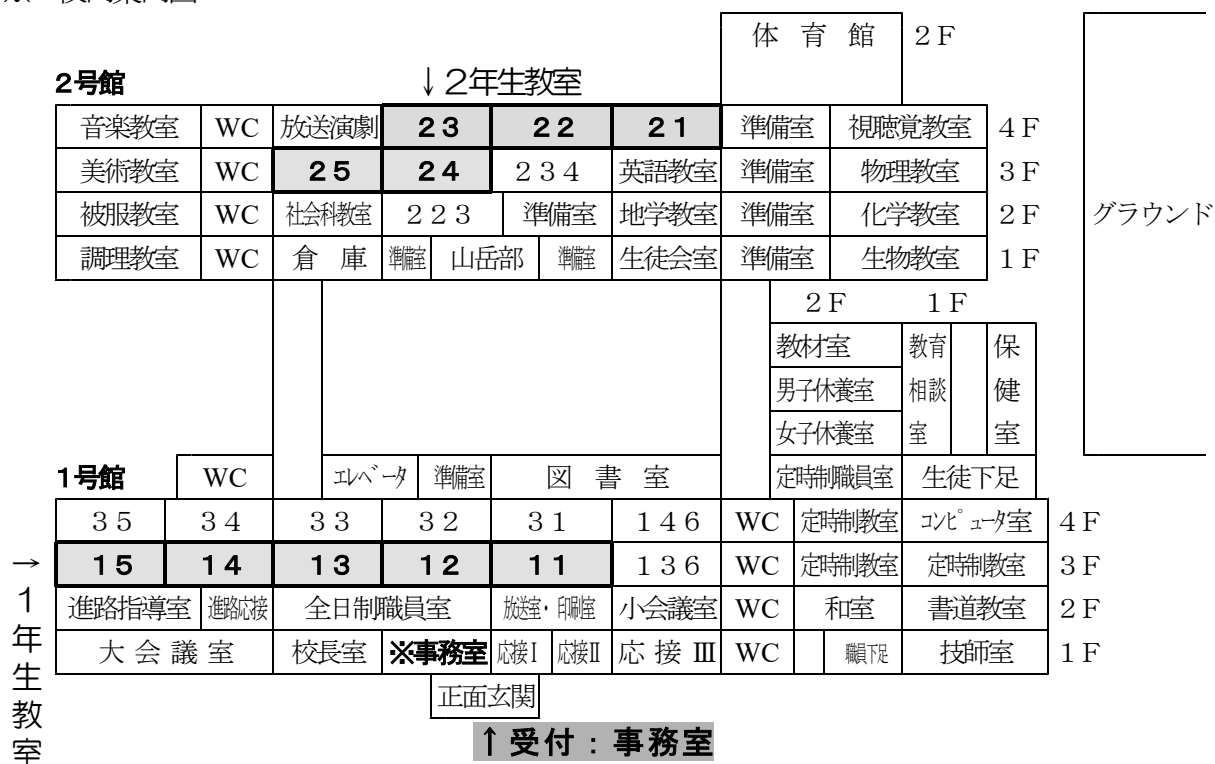 体 育 館 ２Ｆ
２号館 ↓２年生教室
音楽教室 WC 放送演劇 ２３ ２２ ２１ 準備室 視聴覚教室 ４Ｆ
美術教室 WC ２５ ２４ ２３４ 英語教室 準備室 物理教室 ３Ｆ
被服教室 WC 社会科教室 ２２３ 準備室 地学教室 準備室 化学教室 ２Ｆ
調理教室 WC 倉 庫 準備室 山岳部 準備室 生徒会室 準備室 生物教室 １Ｆ
グラウンド
２Ｆ １Ｆ
教材室
男子休養室
女子休養室
教育相談室
保健室
１号館 WC ｴﾚﾍﾞｰﾀ 準備室 図 書 室 定時制職員室 生徒下足
３５ ３４ ３３ ３２ ３１ １４６ WC 定時制教室 ｺﾝﾋﾟｭｰﾀ室 ４Ｆ
１５ １４ １３ １２ １１ １３６ WC 定時制教室 定時制教室 ３Ｆ
進路指導室 進路応接 全日制職員室 放送室・印刷室 小会議室 WC 和室 書道教室 ２Ｆ
大 会 議 室 校長室 ※事務室 応接Ⅰ 応接Ⅱ 応 接 Ⅲ WC 職員下足 技師室 １Ｆ
→１年生教室
正面玄関
↑受付：事務室